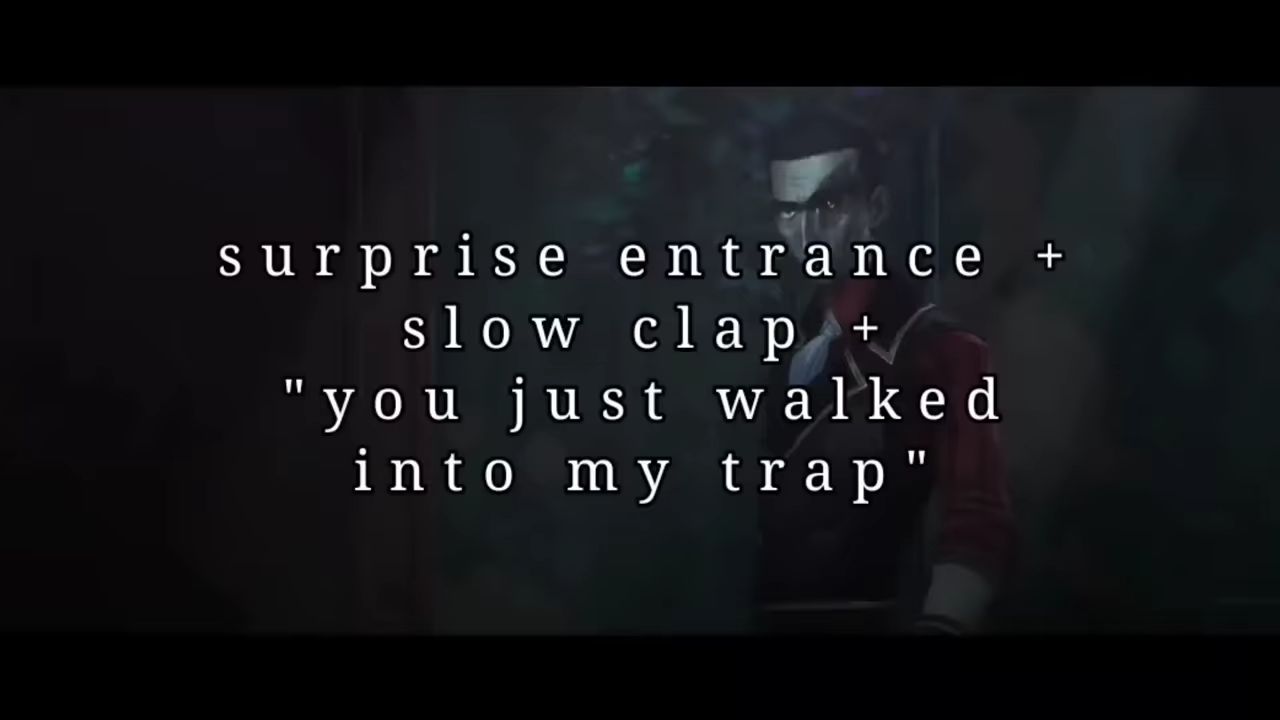 surprise entrance +
slow clap +
"you just walked
into my trap"